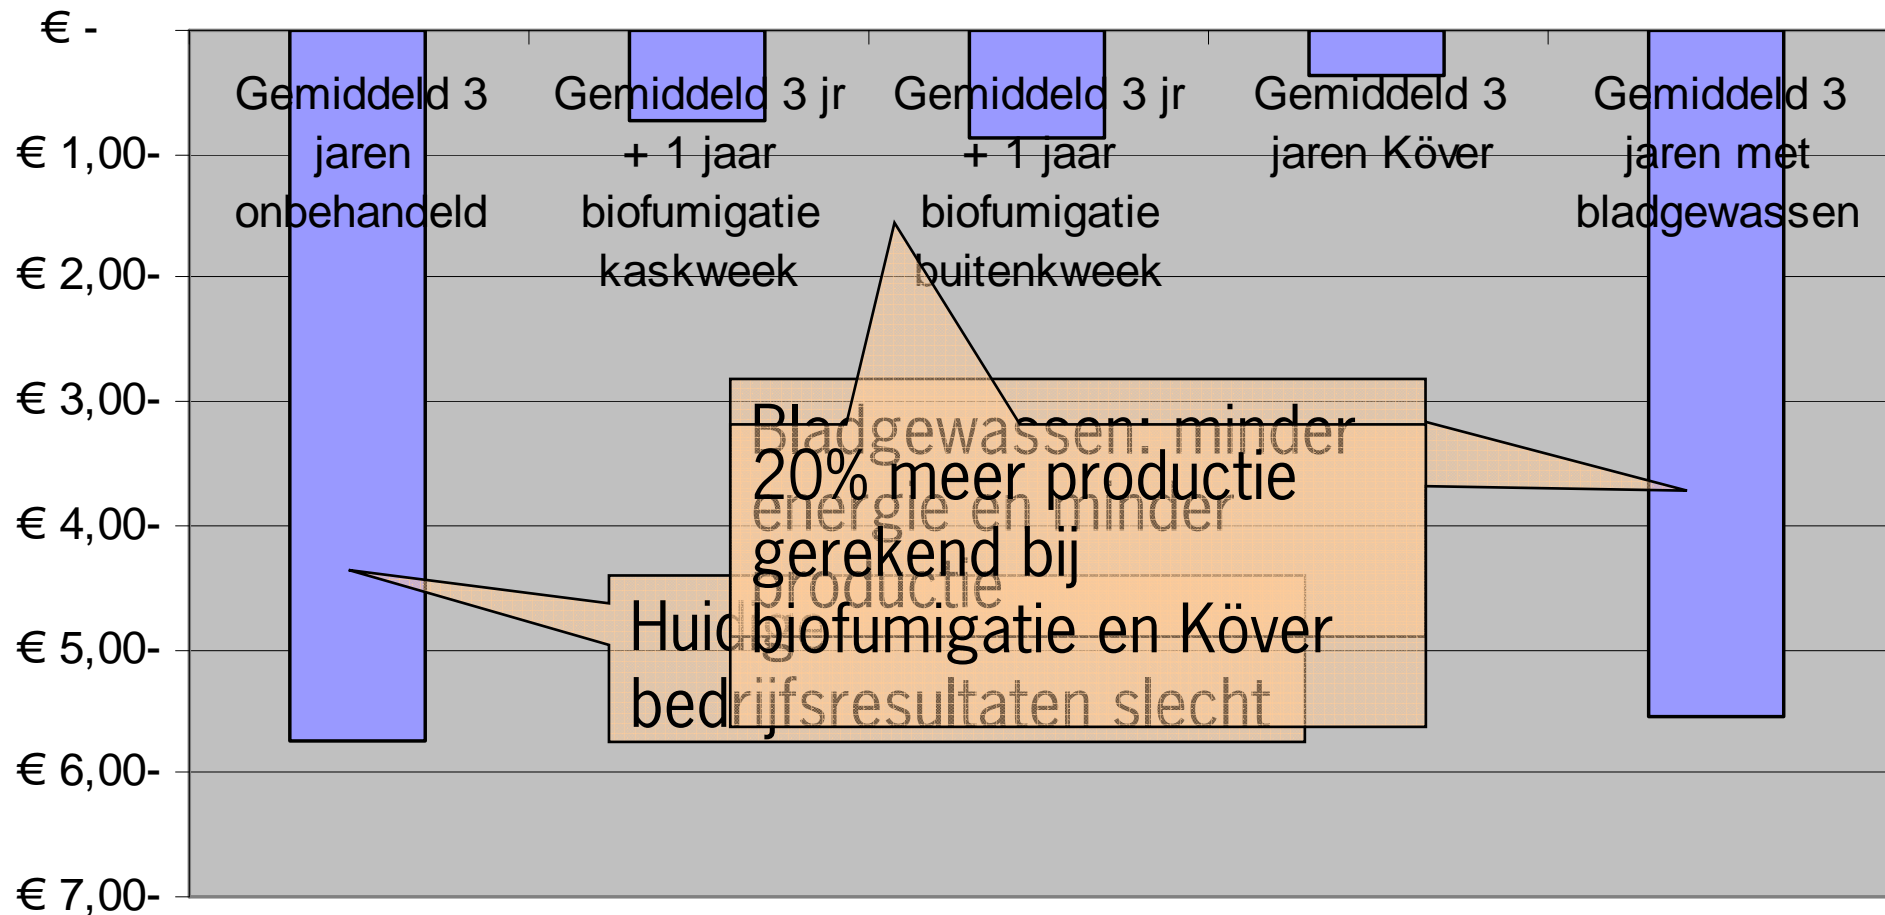 € -
€ 1,00-
€ 2,00-
€ 3,00-
€ 4,00-
€ 5,00-
€ 6,00-
€ 7,00-
Gemiddeld 3
jaren
onbehandeld
Gemiddeld 3 jr
+ 1 jaar
biofumigatie
kaskweek
Gemiddeld 3 jr
+ 1 jaar
biofumigatie
buitenkweek
Gemiddeld 3
jaren Köver
Gemiddeld 3
jaren met
bladgewassen
Bladgewassen: minder
energie en minder
productie
20% meer productie
gerekend bij
biofumigatie en Köver
Huidige
bedrijfsresultaten slecht